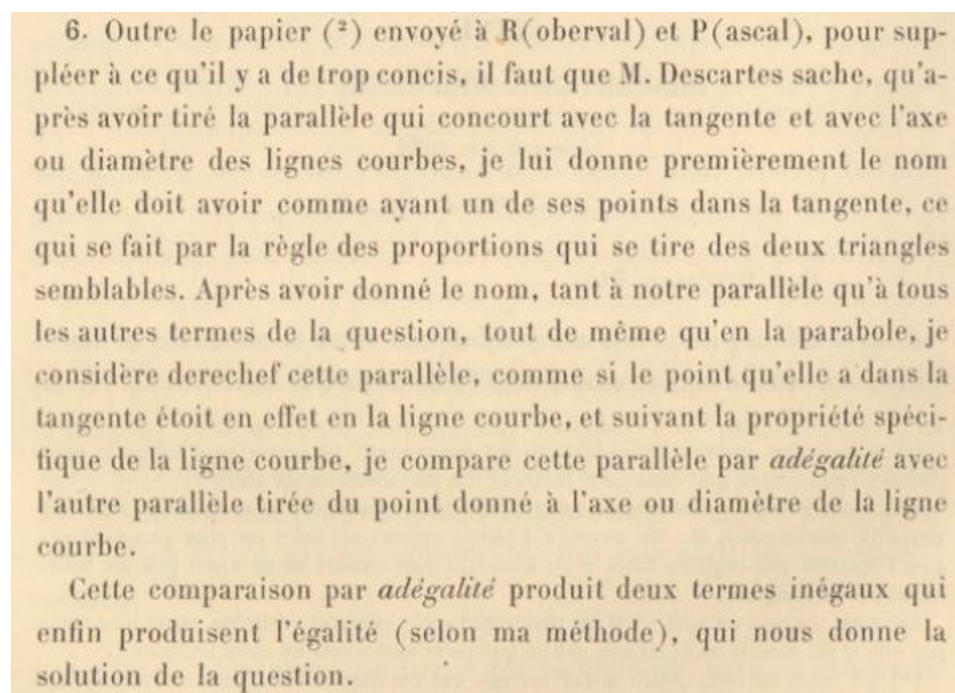 6. Outre le papier (²) envoyé à R(oberval) et P(ascal), pour sup-
pléer à ce qu'il y a de trop concis, il faut que M. Descartes sache, qu'a-
près avoir tiré la parallèle qui concourt avec la tangente et avec l'axe
ou diamètre des lignes courbes, je lui donne premièrement le nom
qu'elle doit avoir comme ayant un de ses points dans la tangente, ce
qui se fait par la règle des proportions qui se tire des deux triangles
semblables. Après avoir donné le nom, tant à notre parallèle qu'à tous
les autres termes de la question, tout de même qu'en la parabole, je
considère derechef cette parallèle, comme si le point qu'elle a dans la
tangente étoit en effet en la ligne courbe, et suivant la propriété spéci-
fique de la ligne courbe, je compare cette parallèle par adégalité avec
l'autre parallèle tirée du point donné à l'axe ou diamètre de la ligne
courbe.
Cette comparaison par adégalité produit deux termes inégaux qui
enfin produisent l'égalité (selon ma méthode), qui nous donne la
solution de la question.